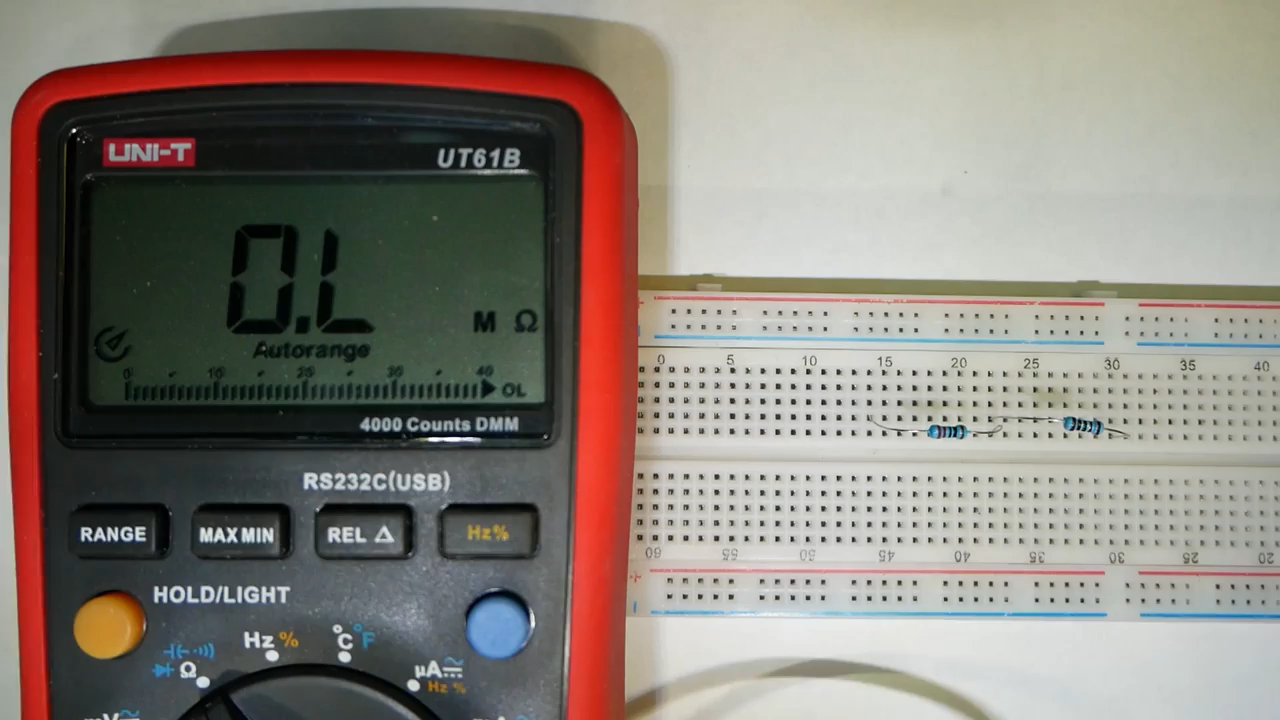 UNI-T UT61B
0.L
M Ω
Autorange
0 10 20 30 40 OL
4000 Counts DMM
RS232C(USB)
RANGE MAX MIN REL Δ Hz%
HOLD/LIGHT
Hz % °C °F
Ω µA
Hz %
mV
0 5 10 15 20 25 30 35 40
60 55 50 45 40 35 30 25 20